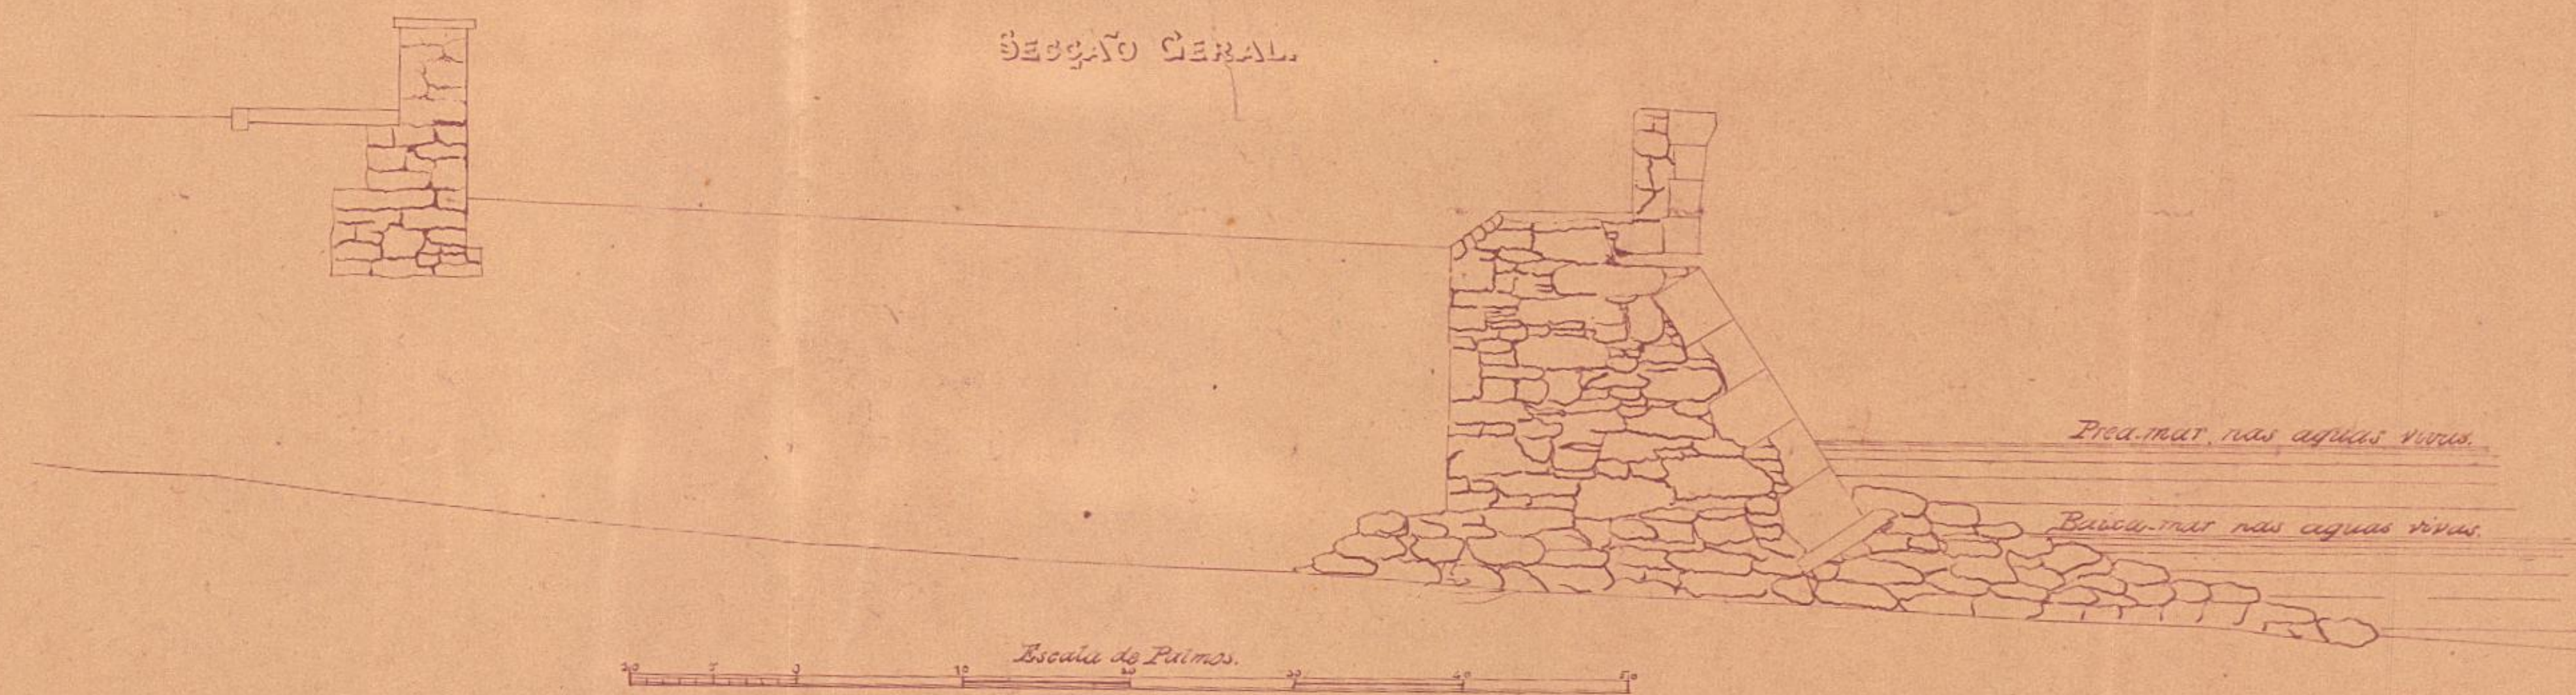 SECÇÃO GERAL.
Prea-mar. nas aguas vivas.
Baixa-mar nas aguas vivas.
Escala de Palmos.
10 5 0 10 20 30 40 50